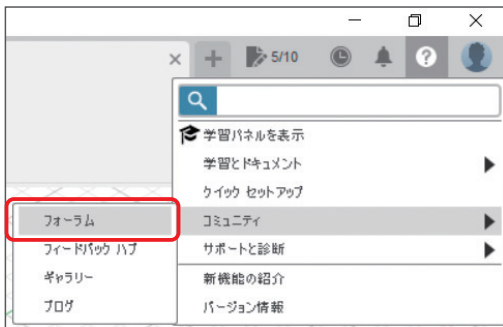 5/10
学習パネルを表示
学習とドキュメント
クイック セットアップ
コミュニティ
サポートと診断
新機能の紹介
バージョン情報
フォーラム
フィードバック ハブ
ギャラリー
ブログ